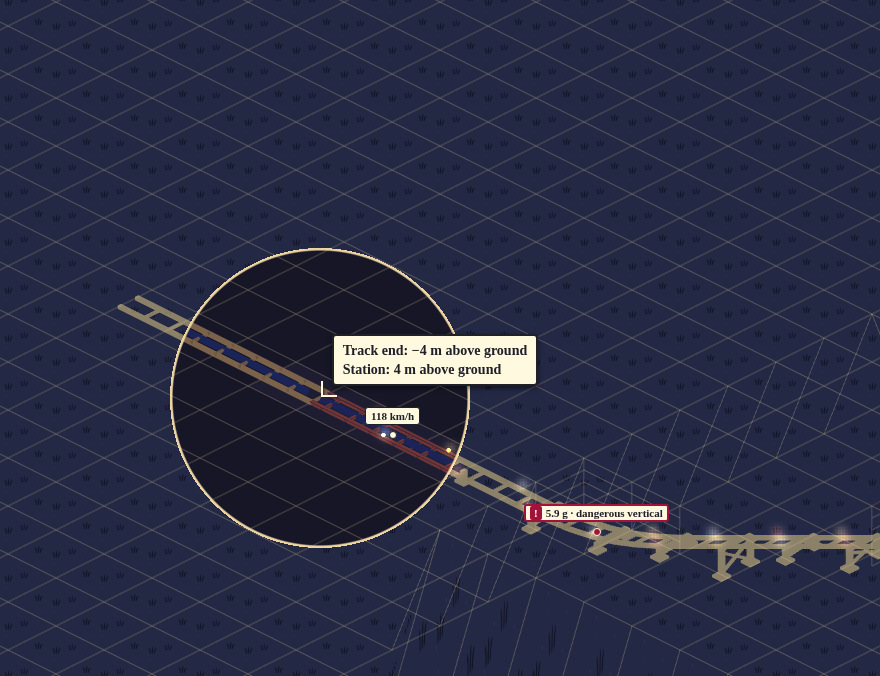 Track end: −4 m above ground
Station: 4 m above ground
118 km/h
! 5.9 g · dangerous vertical